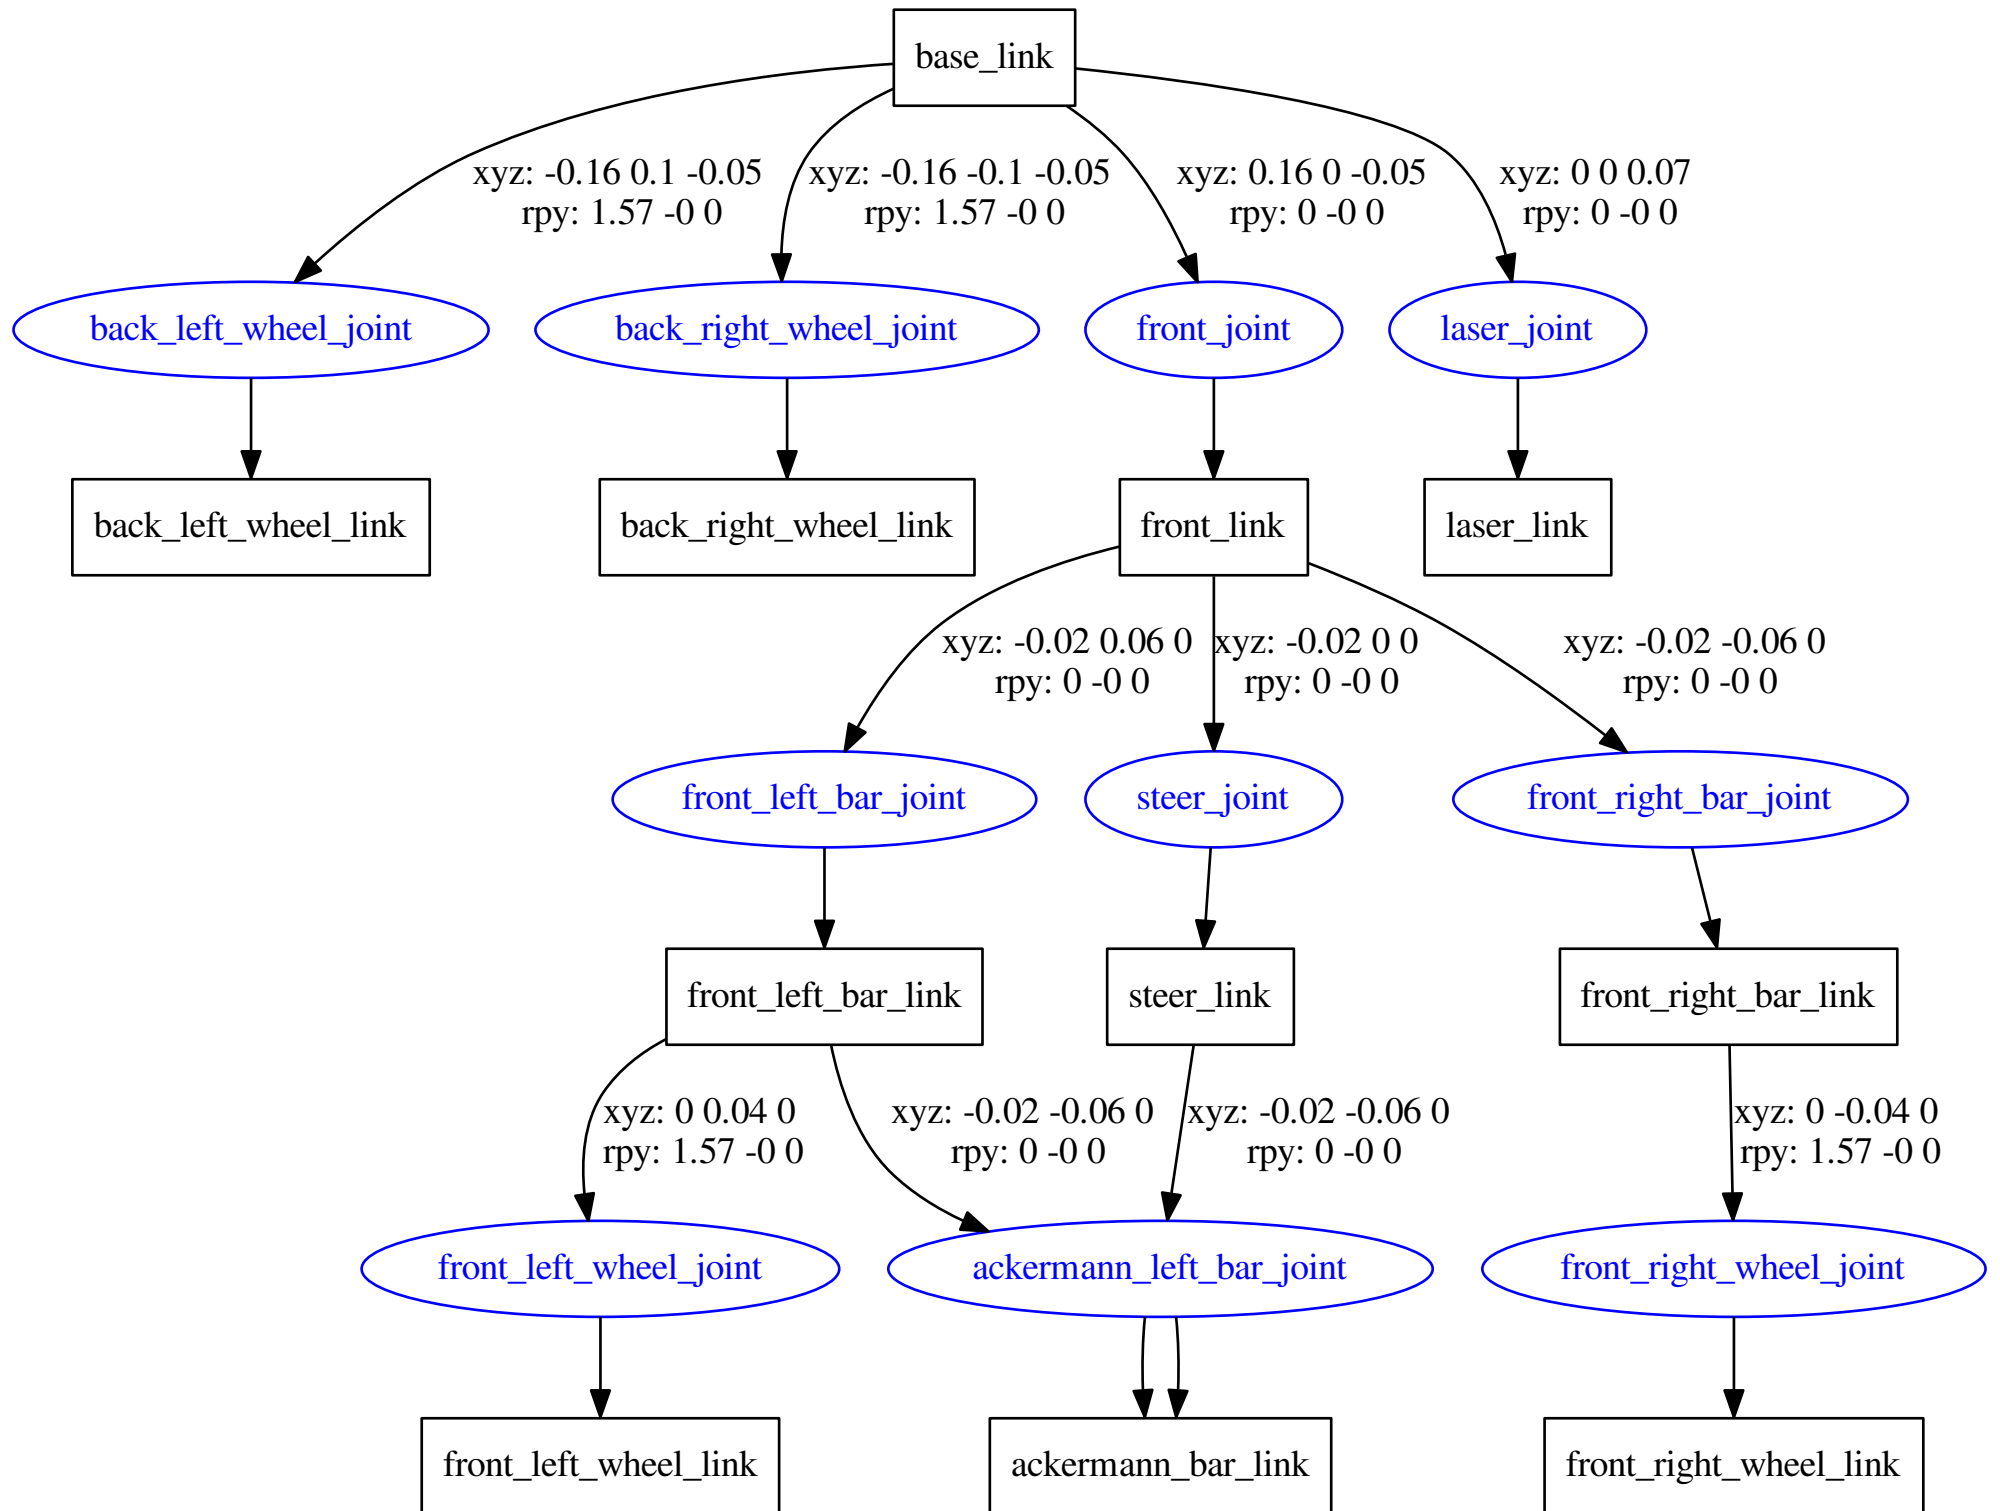 base_link
xyz: -0.16 0.1 -0.05
rpy: 1.57 -0 0
xyz: -0.16 -0.1 -0.05
rpy: 1.57 -0 0
xyz: 0.16 0 -0.05
rpy: 0 -0 0
xyz: 0 0 0.07
rpy: 0 -0 0
back_left_wheel_joint
back_right_wheel_joint
front_joint
laser_joint
back_left_wheel_link
back_right_wheel_link
front_link
laser_link
xyz: -0.02 0.06 0
rpy: 0 -0 0
xyz: -0.02 0 0
rpy: 0 -0 0
xyz: -0.02 -0.06 0
rpy: 0 -0 0
front_left_bar_joint
steer_joint
front_right_bar_joint
front_left_bar_link
steer_link
front_right_bar_link
xyz: 0 0.04 0
rpy: 1.57 -0 0
xyz: -0.02 -0.06 0
rpy: 0 -0 0
xyz: -0.02 -0.06 0
rpy: 0 -0 0
xyz: 0 -0.04 0
rpy: 1.57 -0 0
front_left_wheel_joint
ackermann_left_bar_joint
front_right_wheel_joint
front_left_wheel_link
ackermann_bar_link
front_right_wheel_link